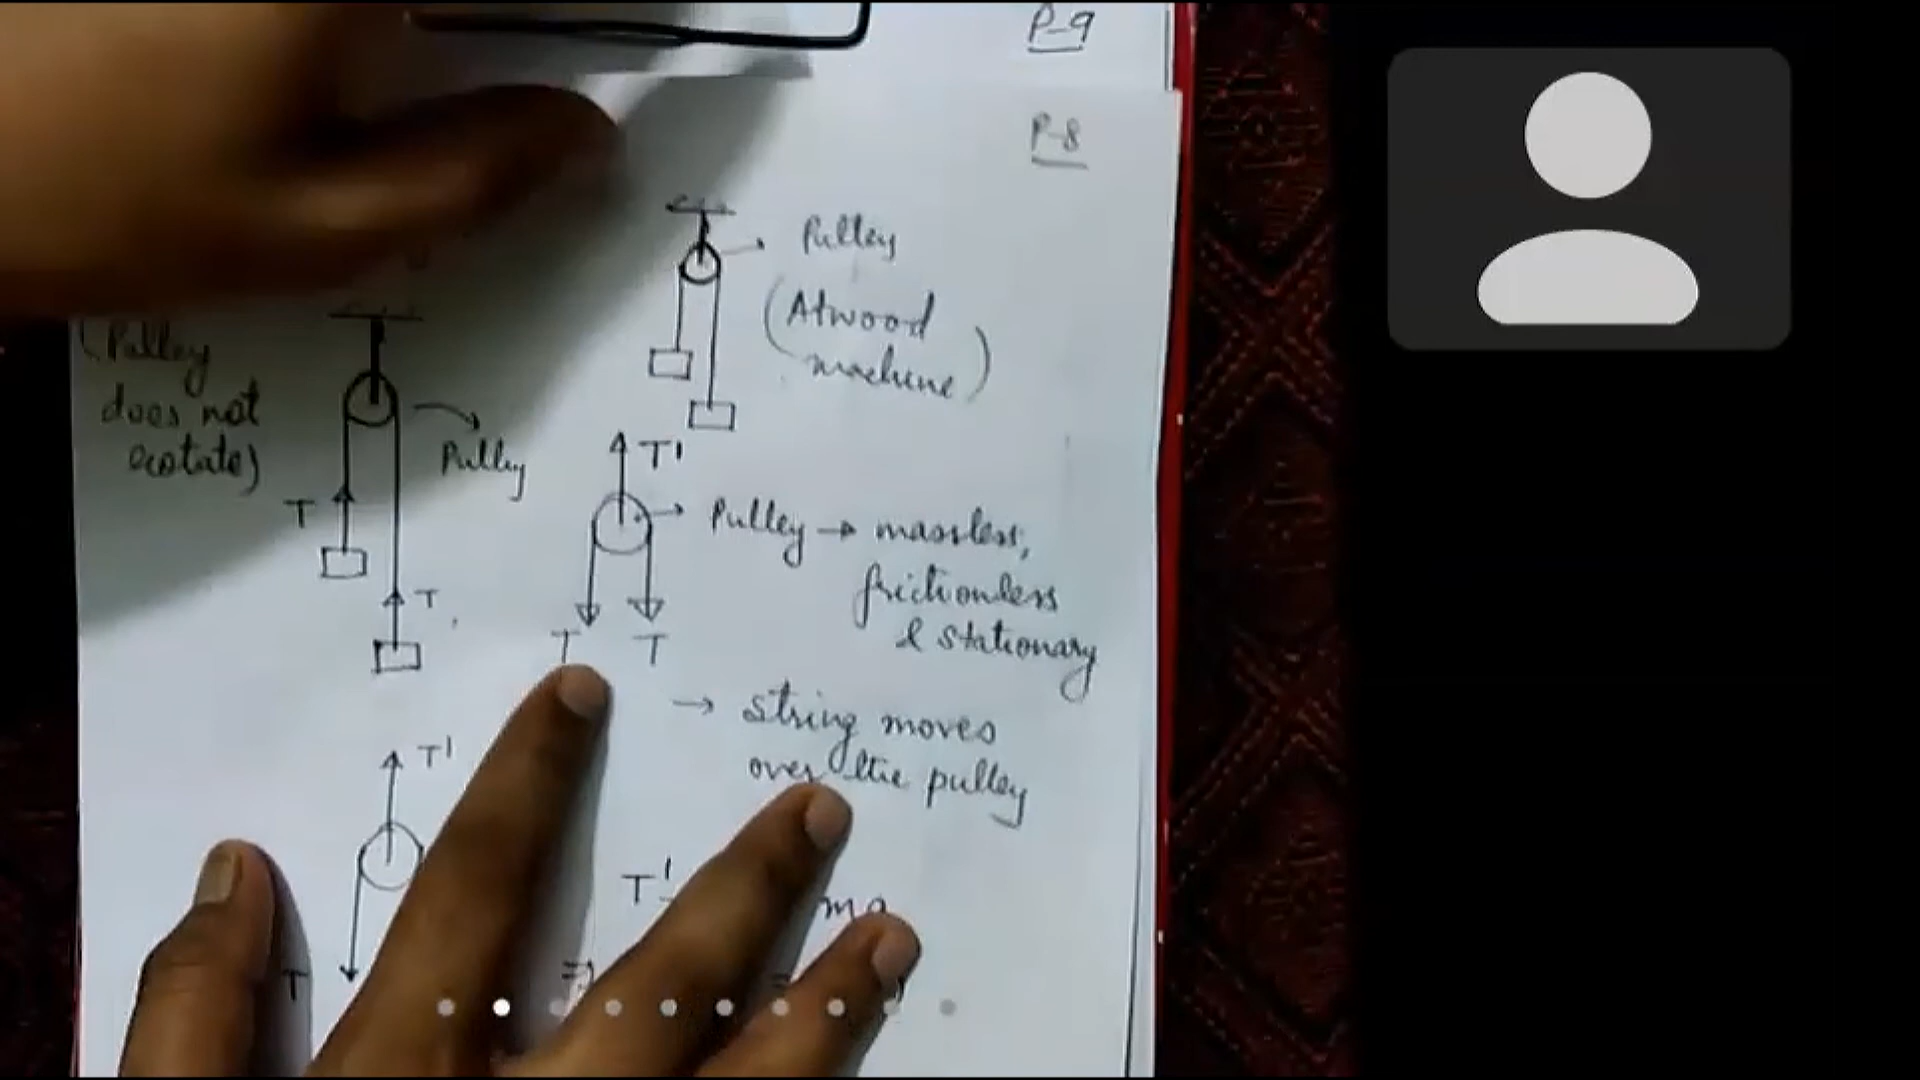 P-9
P-8
Pulley
(Atwood
machine)
(Pulley
does not
rotate)
Pulley
T
T
T'
Pulley → massless,
frictionless
& stationary
T
T
→ string moves
over the pulley
T'
T'
ma
T